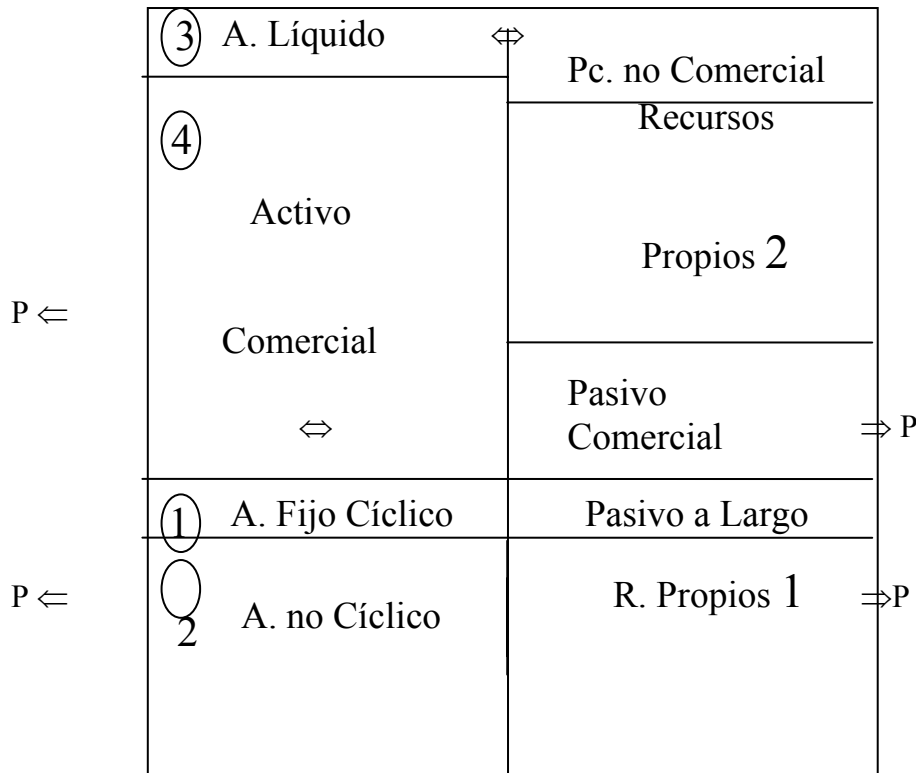 3 A. Líquido ⇔
Pc. no Comercial
Recursos
4
Activo
Propios 2
P ⇐
Comercial
Pasivo
Comercial ⇒ P
⇔
1 A. Fijo Cíclico Pasivo a Largo
P ⇐
R. Propios 1 ⇒P
2 A. no Cíclico